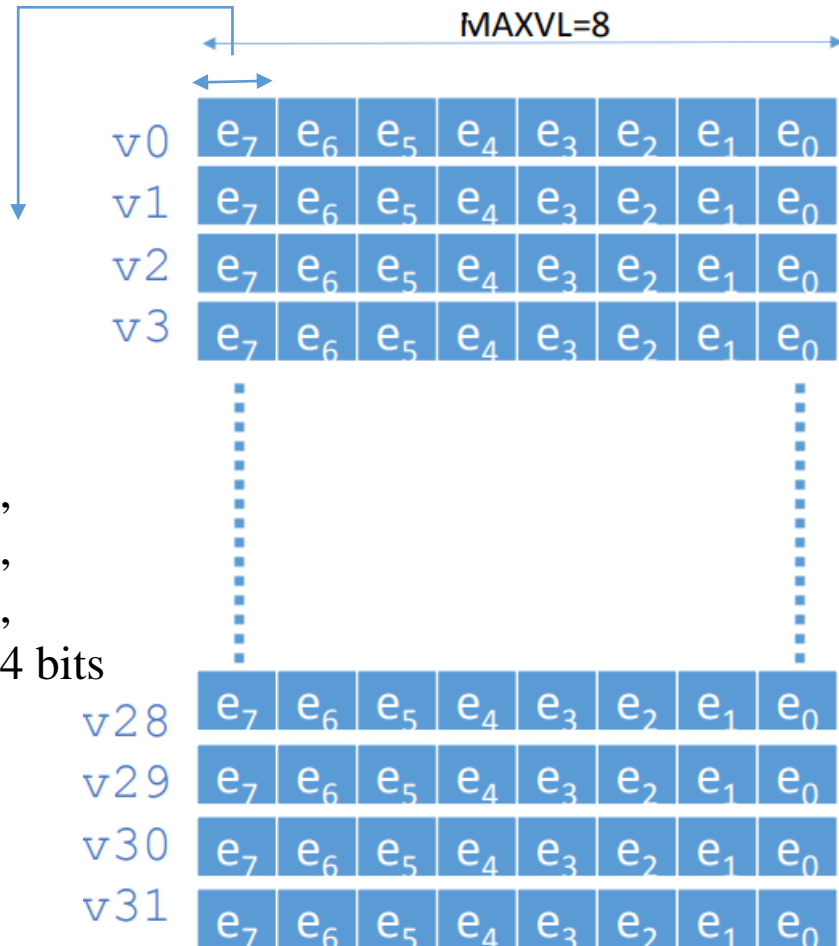 MAXVL=8
v0 e7 e6 e5 e4 e3 e2 e1 e0
v1 e7 e6 e5 e4 e3 e2 e1 e0
v2 e7 e6 e5 e4 e3 e2 e1 e0
v3 e7 e6 e5 e4 e3 e2 e1 e0
,
,
,
4 bits
v28 e7 e6 e5 e4 e3 e2 e1 e0
v29 e7 e6 e5 e4 e3 e2 e1 e0
v30 e7 e6 e5 e4 e3 e2 e1 e0
v31 e7 e6 e5 e4 e3 e2 e1 e0